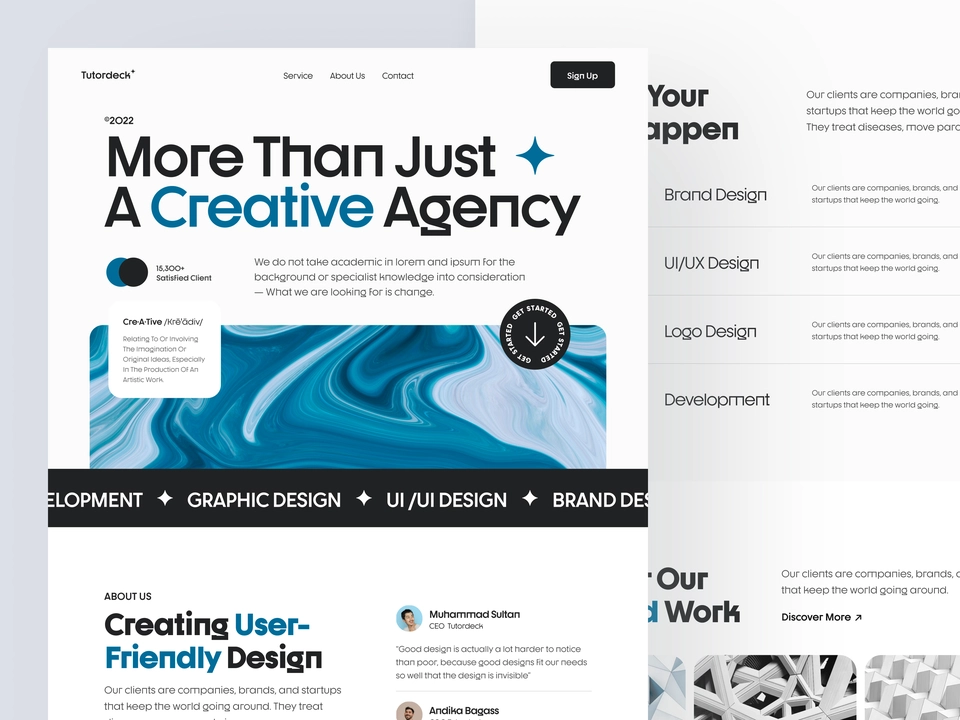 Tutordeck+
Service
About Us
Contact
Sign Up
©2022
More Than Just
A Creative Agency
15,300+
Satisfied Client
We do not take academic in lorem and ipsum for the
background or specialist knowledge into consideration
— What we are looking for is change.
Cre·A·Tive /Krē'ādiv/
Relating To Or Involving
The Imagination Or
Original Ideas, Especially
In The Production Of An
Artistic Work.
GET STARTED GET STARTED GET STARTED
ELOPMENT
GRAPHIC DESIGN
UI /UI DESIGN
BRAND DES
ABOUT US
Creating User-
Friendly Design
Our clients are companies, brands, and startups
that keep the world going around. They treat
Muhammad Sultan
CEO Tutordeck
"Good design is actually a lot harder to notice
than poor, because good designs fit our needs
so well that the design is invisible"
Andika Bagass
Your
appen
Our clients are companies, bran
startups that keep the world go
They treat diseases, move parc
Brand Design
Our clients are companies, brands, and
startups that keep the world going.
UI/UX Design
Our clients are companies, brands, and
startups that keep the world going.
Logo Design
Our clients are companies, brands, and
startups that keep the world going.
Development
Our clients are companies, brands, and
startups that keep the world going.
r Our
d Work
Our clients are companies, brands, a
that keep the world going around.
Discover More ↗